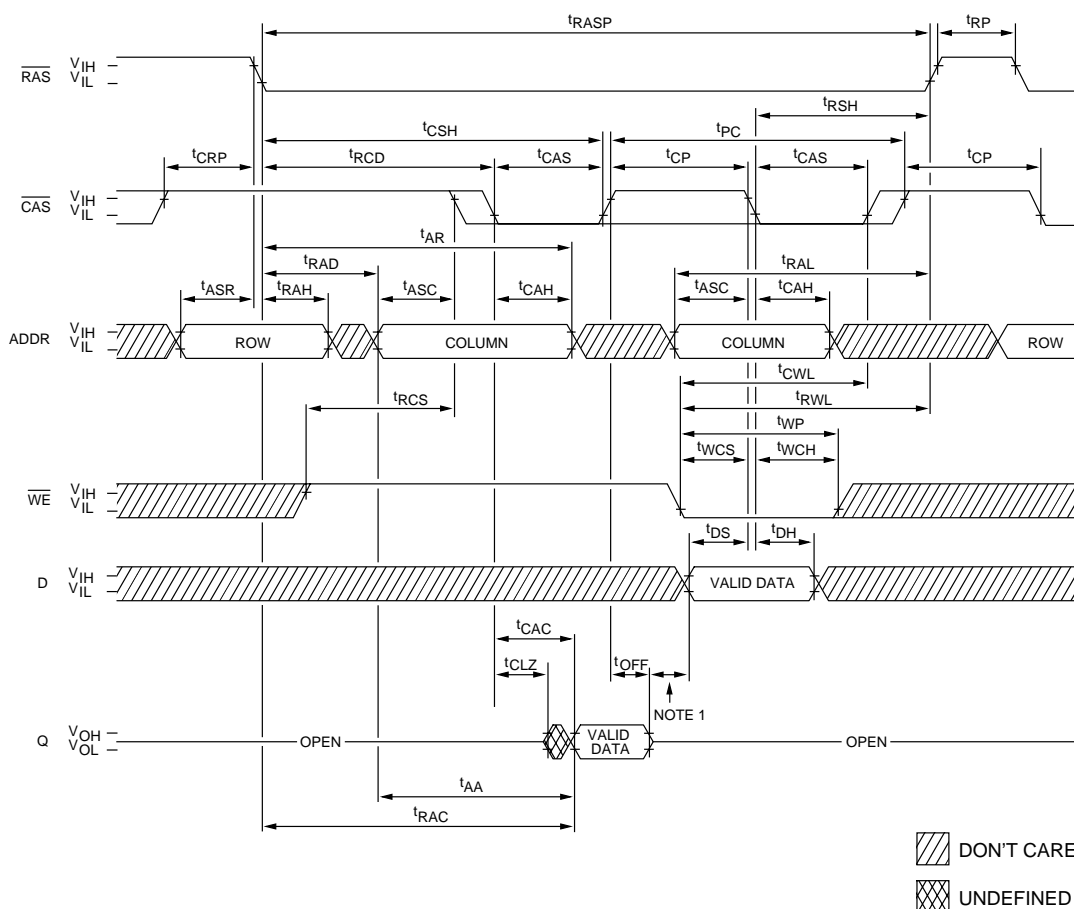 tRASP tRP
RAS VIH VIL
tRSH
tCSH tPC
tCRP tRCD tCAS tCP tCAS tCP
CAS VIH VIL
tAR
tRAD tRAL
tASR tRAH tASC tCAH tASC tCAH
ADDR VIH VIL ROW COLUMN COLUMN ROW
tCWL
tRCS tRWL
tWP
tWCS tWCH
WE VIH VIL
tDS tDH
D VIH VIL VALID DATA
tCAC
tCLZ tOFF
NOTE 1
Q VOH VOL OPEN VALID DATA OPEN
tAA
tRAC
DON'T CARE
UNDEFINED